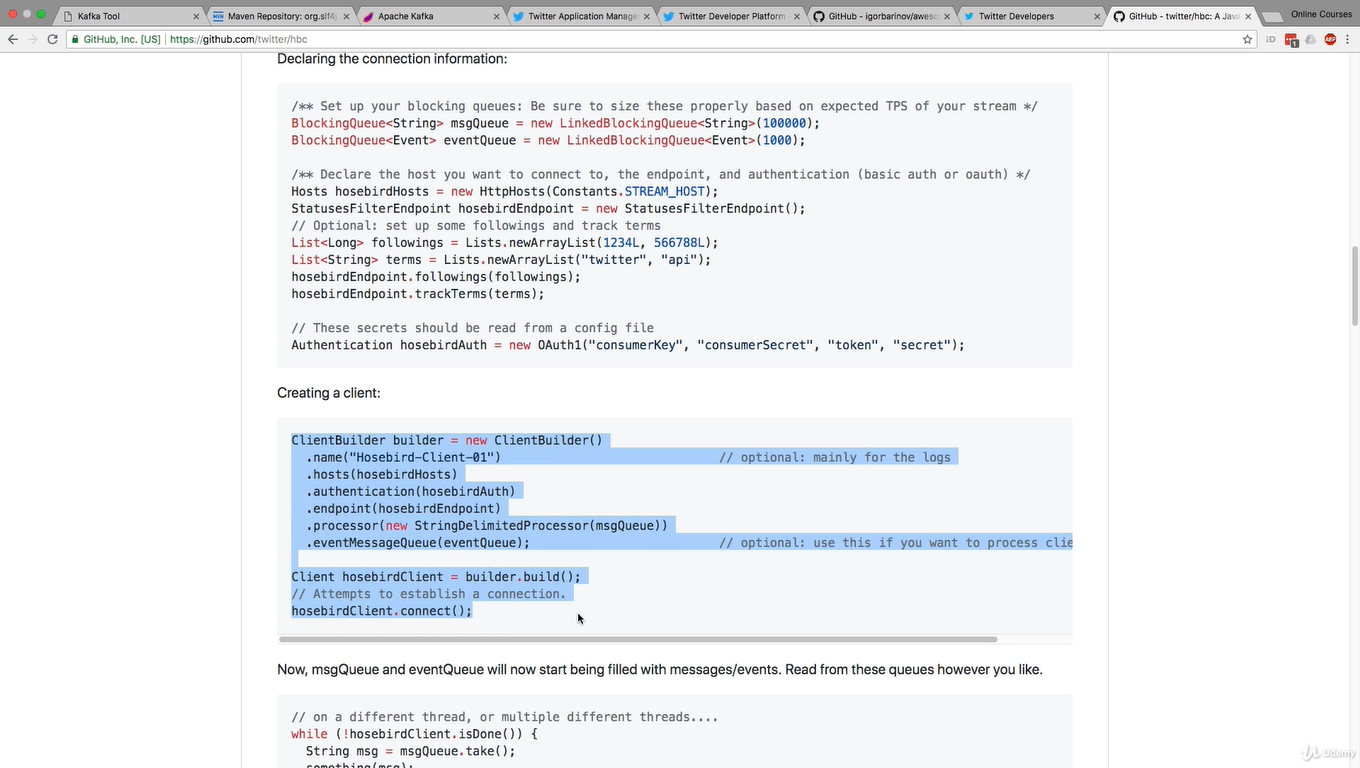 Kafka Tool
Maven Repository: org.slf4j
Apache Kafka
Twitter Application Manage
Twitter Developer Platform
GitHub - igorbarinov/awesc
Twitter Developers
GitHub - twitter/hbc: A Java
Online Courses
GitHub, Inc. [US] | https://github.com/twitter/hbc
Declaring the connection information:
/** Set up your blocking queues: Be sure to size these properly based on expected TPS of your stream */
BlockingQueue<String> msgQueue = new LinkedBlockingQueue<String>(100000);
BlockingQueue<Event> eventQueue = new LinkedBlockingQueue<Event>(1000);
/** Declare the host you want to connect to, the endpoint, and authentication (basic auth or oauth) */
Hosts hosebirdHosts = new HttpHosts(Constants.STREAM_HOST);
StatusesFilterEndpoint hosebirdEndpoint = new StatusesFilterEndpoint();
// Optional: set up some followings and track terms
List<Long> followings = Lists.newArrayList(1234L, 566788L);
List<String> terms = Lists.newArrayList("twitter", "api");
hosebirdEndpoint.followings(followings);
hosebirdEndpoint.trackTerms(terms);
// These secrets should be read from a config file
Authentication hosebirdAuth = new OAuth1("consumerKey", "consumerSecret", "token", "secret");
Creating a client:
ClientBuilder builder = new ClientBuilder()
.name("Hosebird-Client-01") // optional: mainly for the logs
.hosts(hosebirdHosts)
.authentication(hosebirdAuth)
.endpoint(hosebirdEndpoint)
.processor(new StringDelimitedProcessor(msgQueue))
.eventMessageQueue(eventQueue); // optional: use this if you want to process clie
Client hosebirdClient = builder.build();
// Attempts to establish a connection.
hosebirdClient.connect();
Now, msgQueue and eventQueue will now start being filled with messages/events. Read from these queues however you like.
// on a different thread, or multiple different threads....
while (!hosebirdClient.isDone()) {
String msg = msgQueue.take();
something(msg);
Udemy